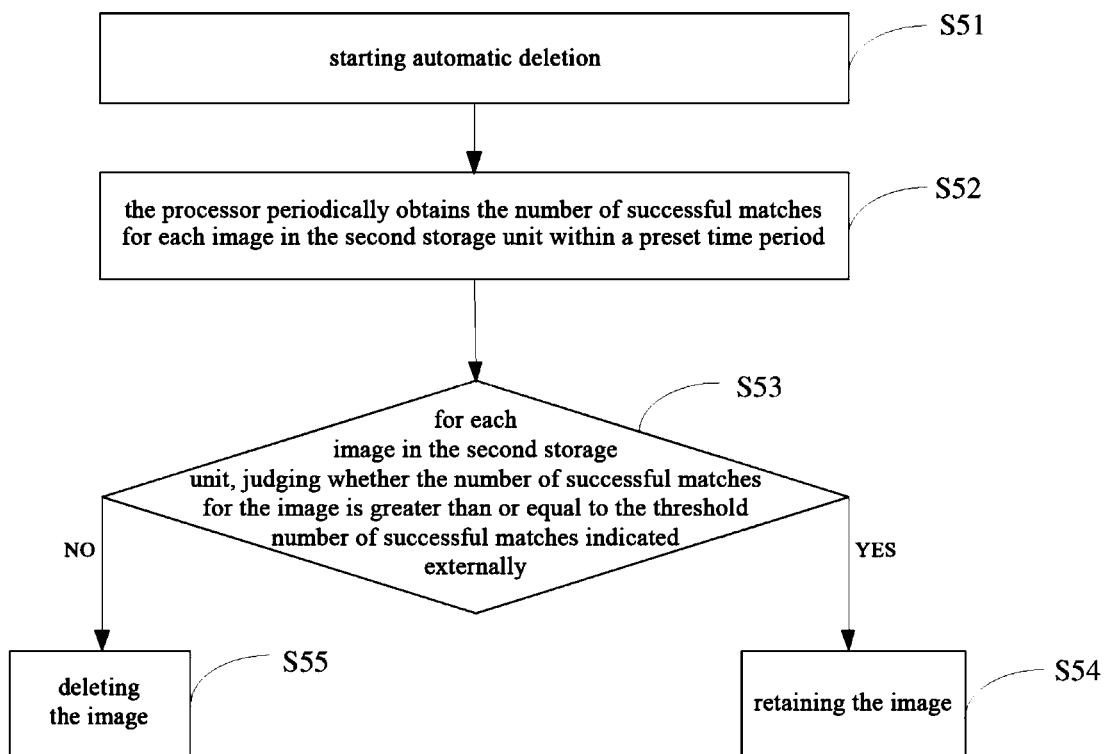 S51
starting automatic deletion
S52
the processor periodically obtains the number of successful matches
for each image in the second storage unit within a preset time period
S53
for each
image in the second storage
unit, judging whether the number of successful matches
for the image is greater than or equal to the threshold
number of successful matches indicated
externally
NO
YES
S55
deleting
the image
S54
retaining the image